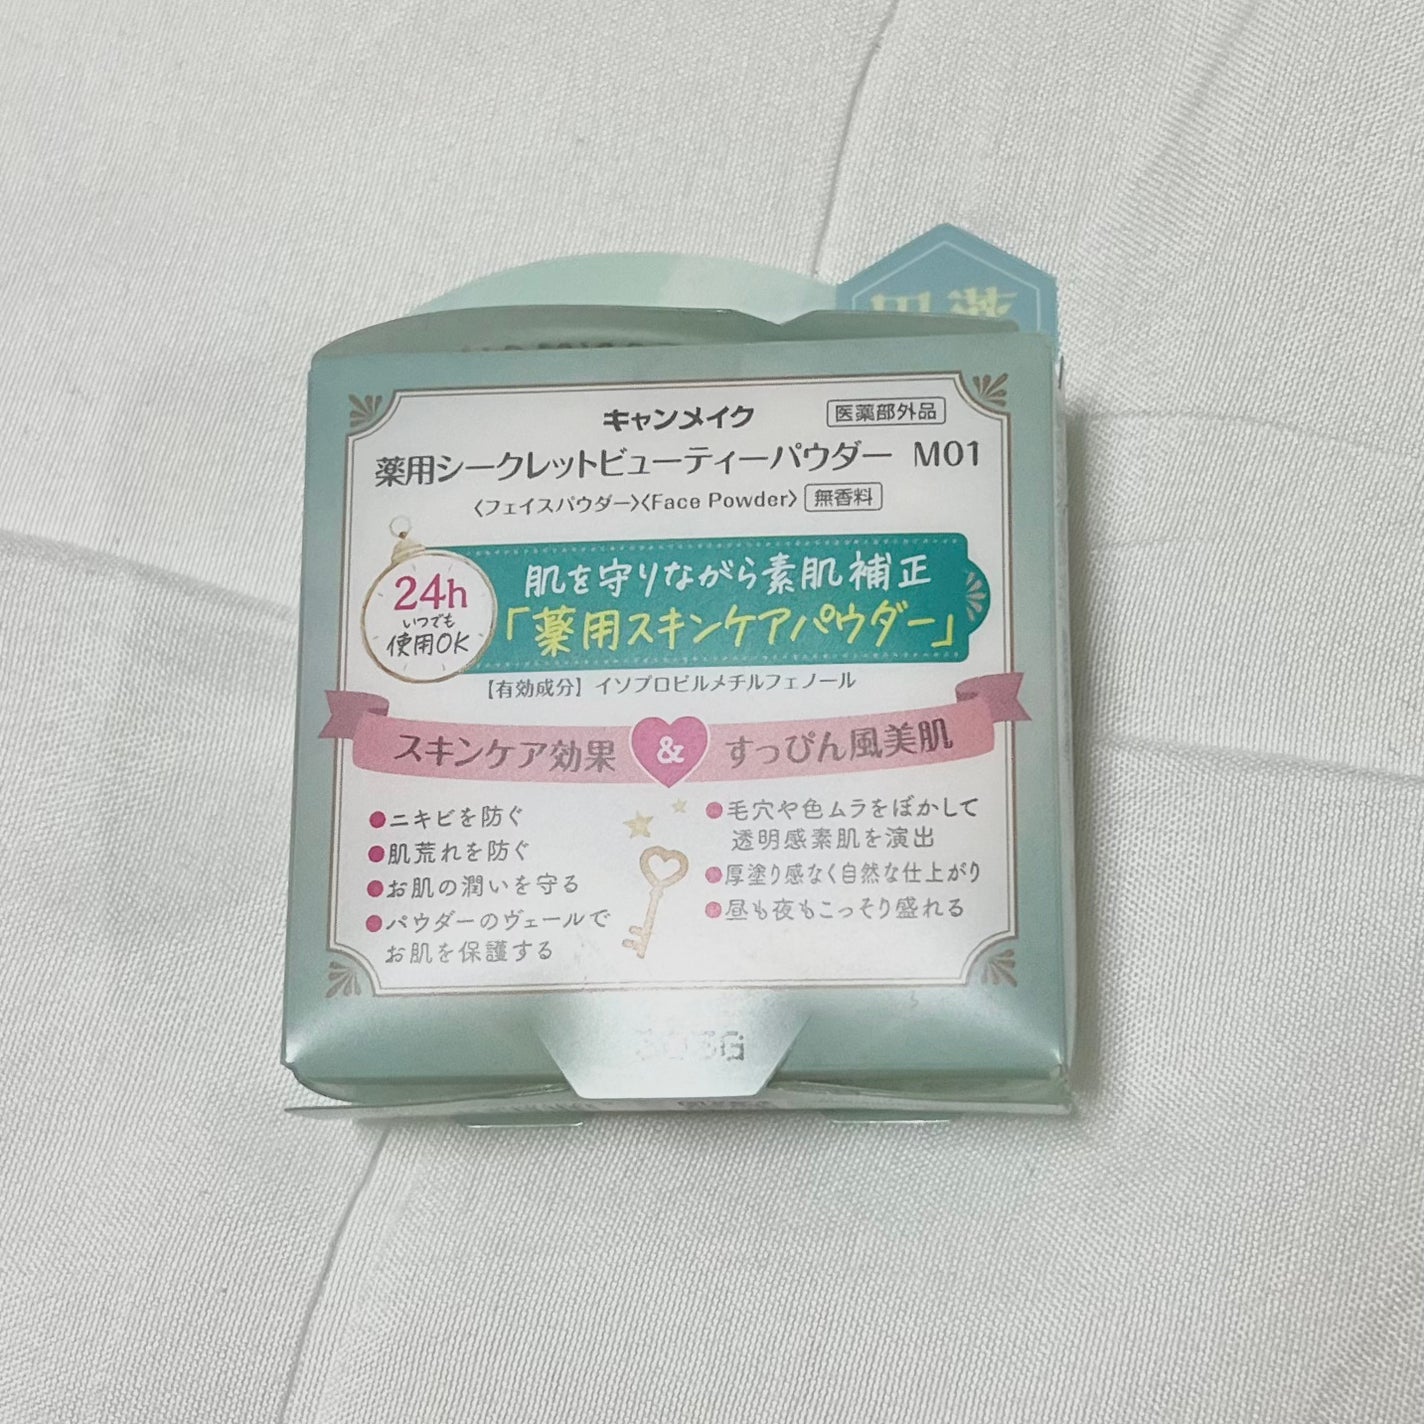 キャンメイク
医薬部外品
薬用シークレットビューティーパウダー M01
〈フェイスパウダー〉〈Face Powder〉 無香料
24h
いつでも
使用OK
肌を守りながら素肌補正
「薬用スキンケアパウダー」
【有効成分】イソプロピルメチルフェノール
スキンケア効果 & すっぴん風美肌
●ニキビを防ぐ
●肌荒れを防ぐ
●お肌の潤いを守る
●パウダーのヴェールで
お肌を保護する
●毛穴や色ムラをぼかして
透明感素肌を演出
●厚塗り感なく自然な仕上がり
●昼も夜もこっそり盛れる